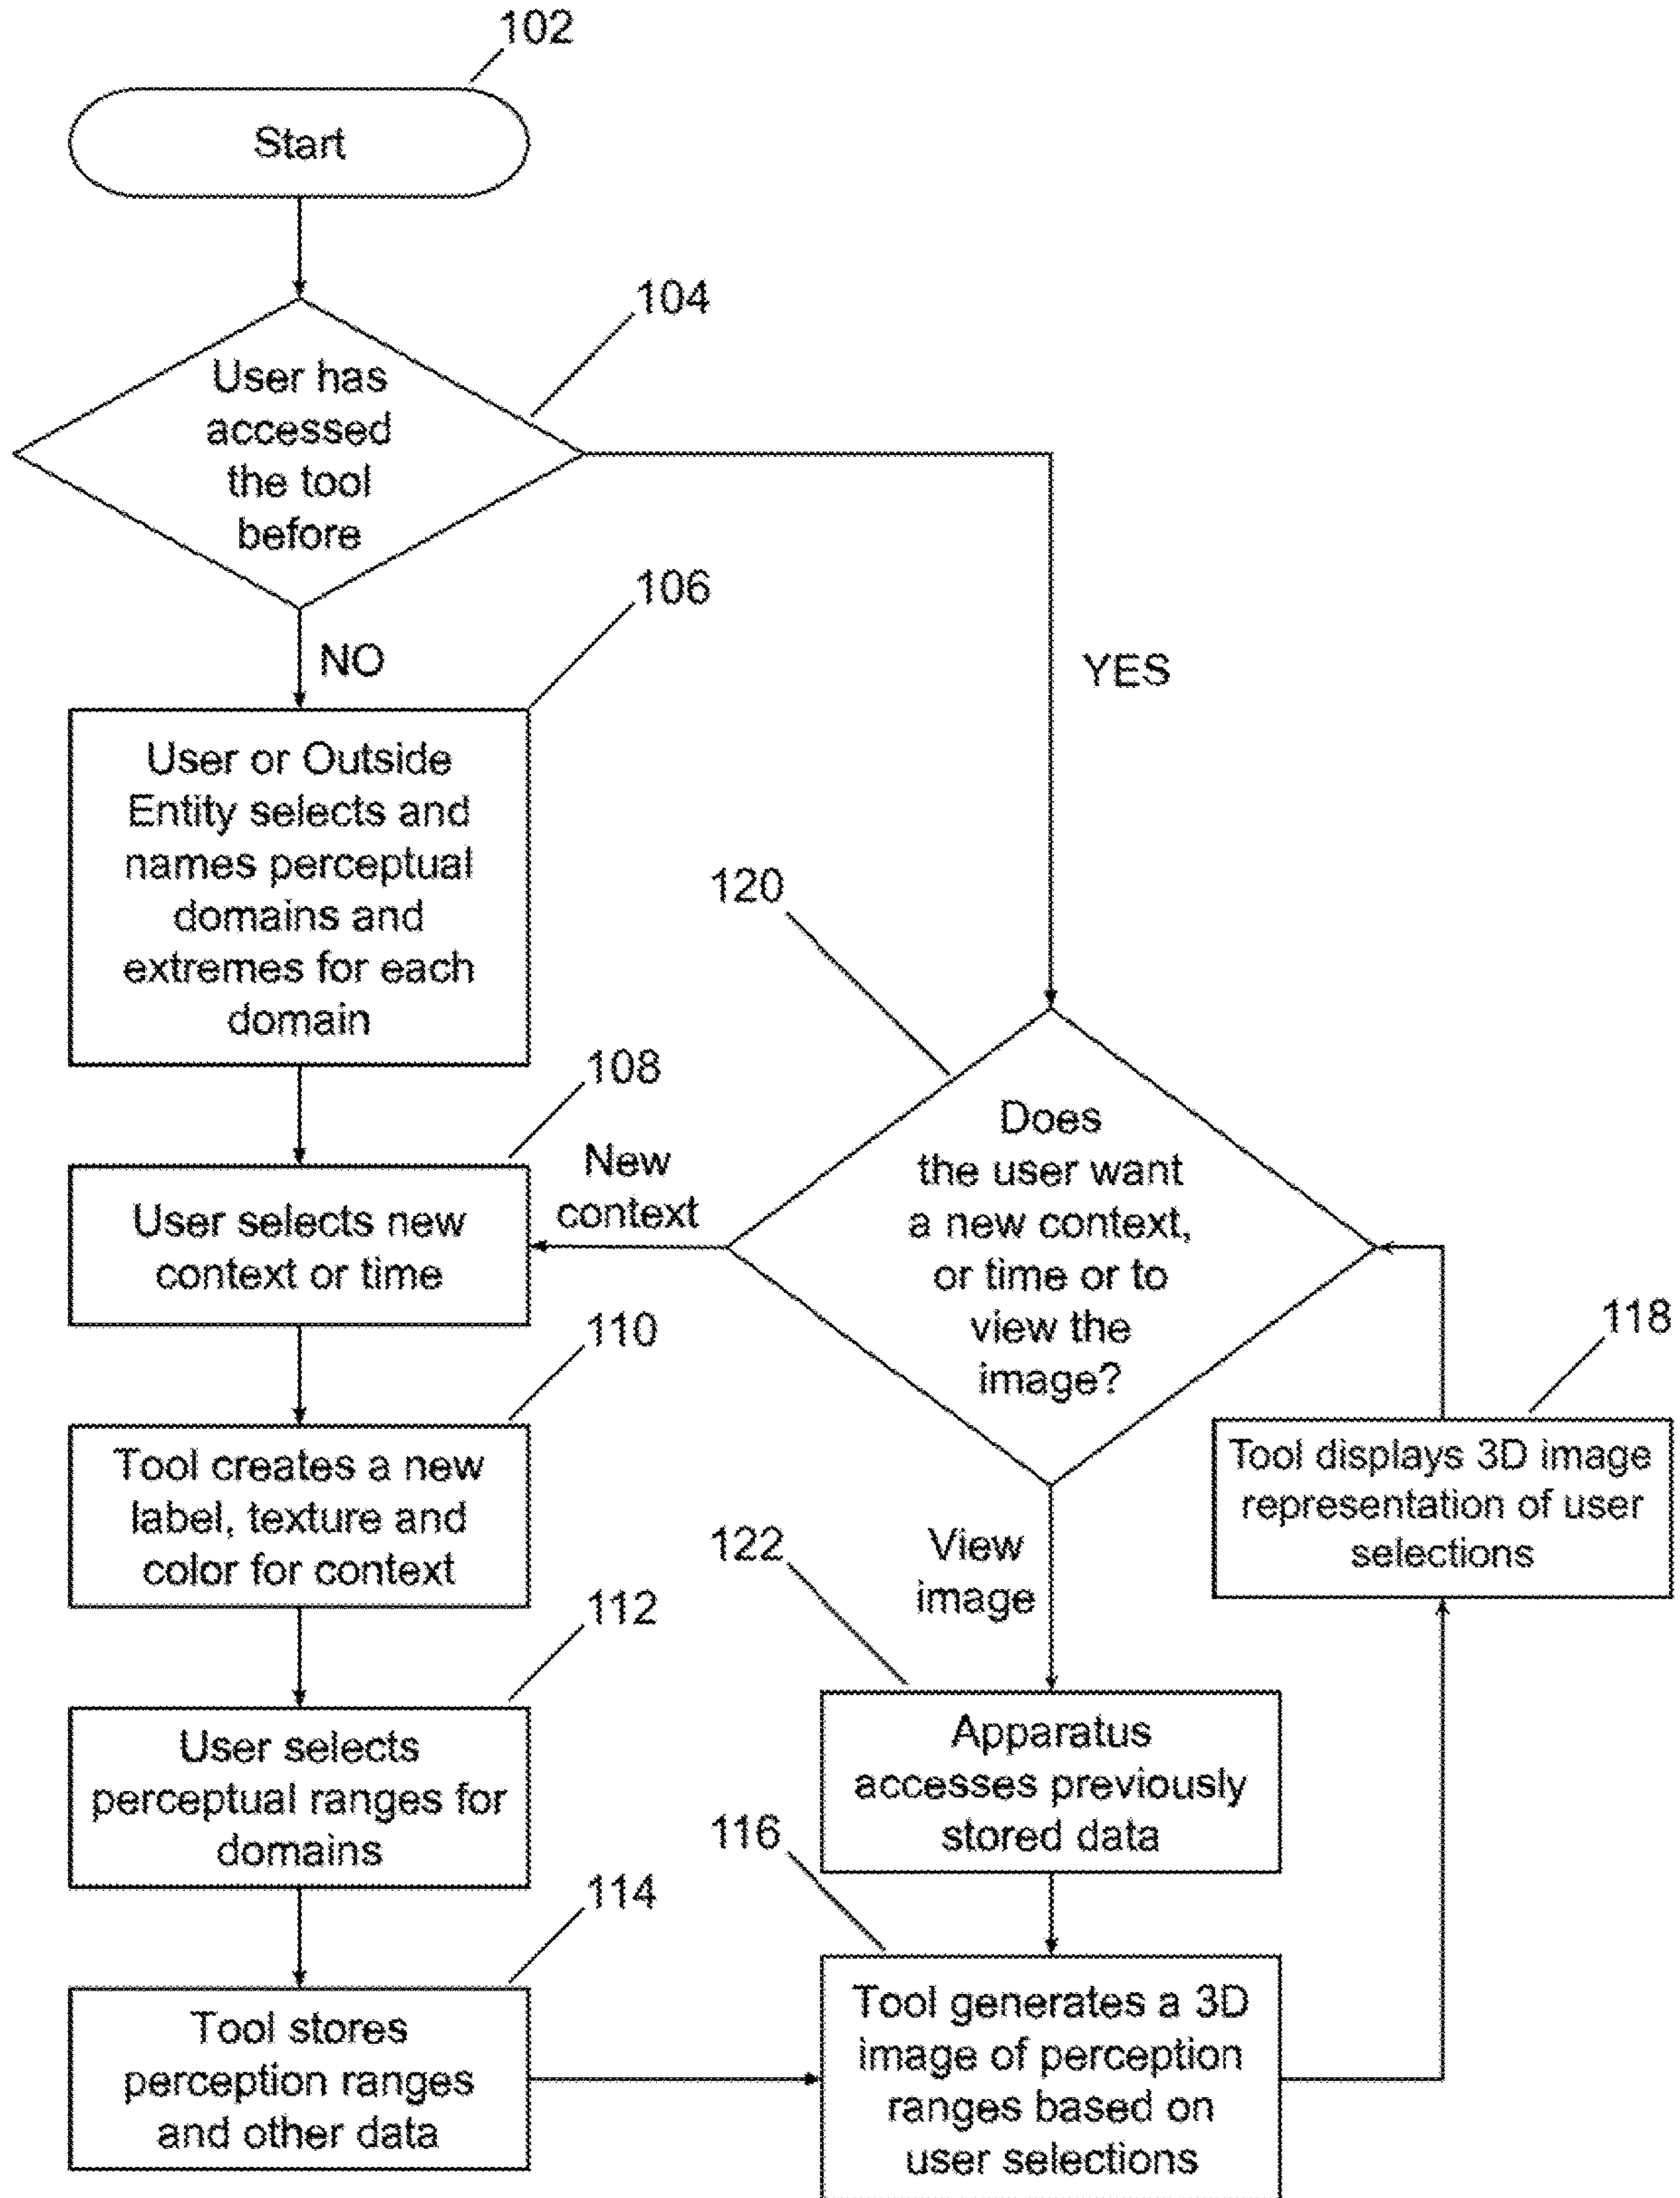 102
Start
104
User has
accessed
the tool
before
NO
YES
106
User or Outside
Entity selects and
names perceptual
domains and
extremes for each
domain
108
User selects new
context or time
New
context
120
Does
the user want
a new context,
or time or to
view the
image?
110
Tool creates a new
label, texture and
color for context
118
Tool displays 3D image
representation of user
selections
112
User selects
perceptual ranges for
domains
View
image
122
Apparatus
accesses previously
stored data
114
Tool stores
perception ranges
and other data
116
Tool generates a 3D
image of perception
ranges based on
user selections